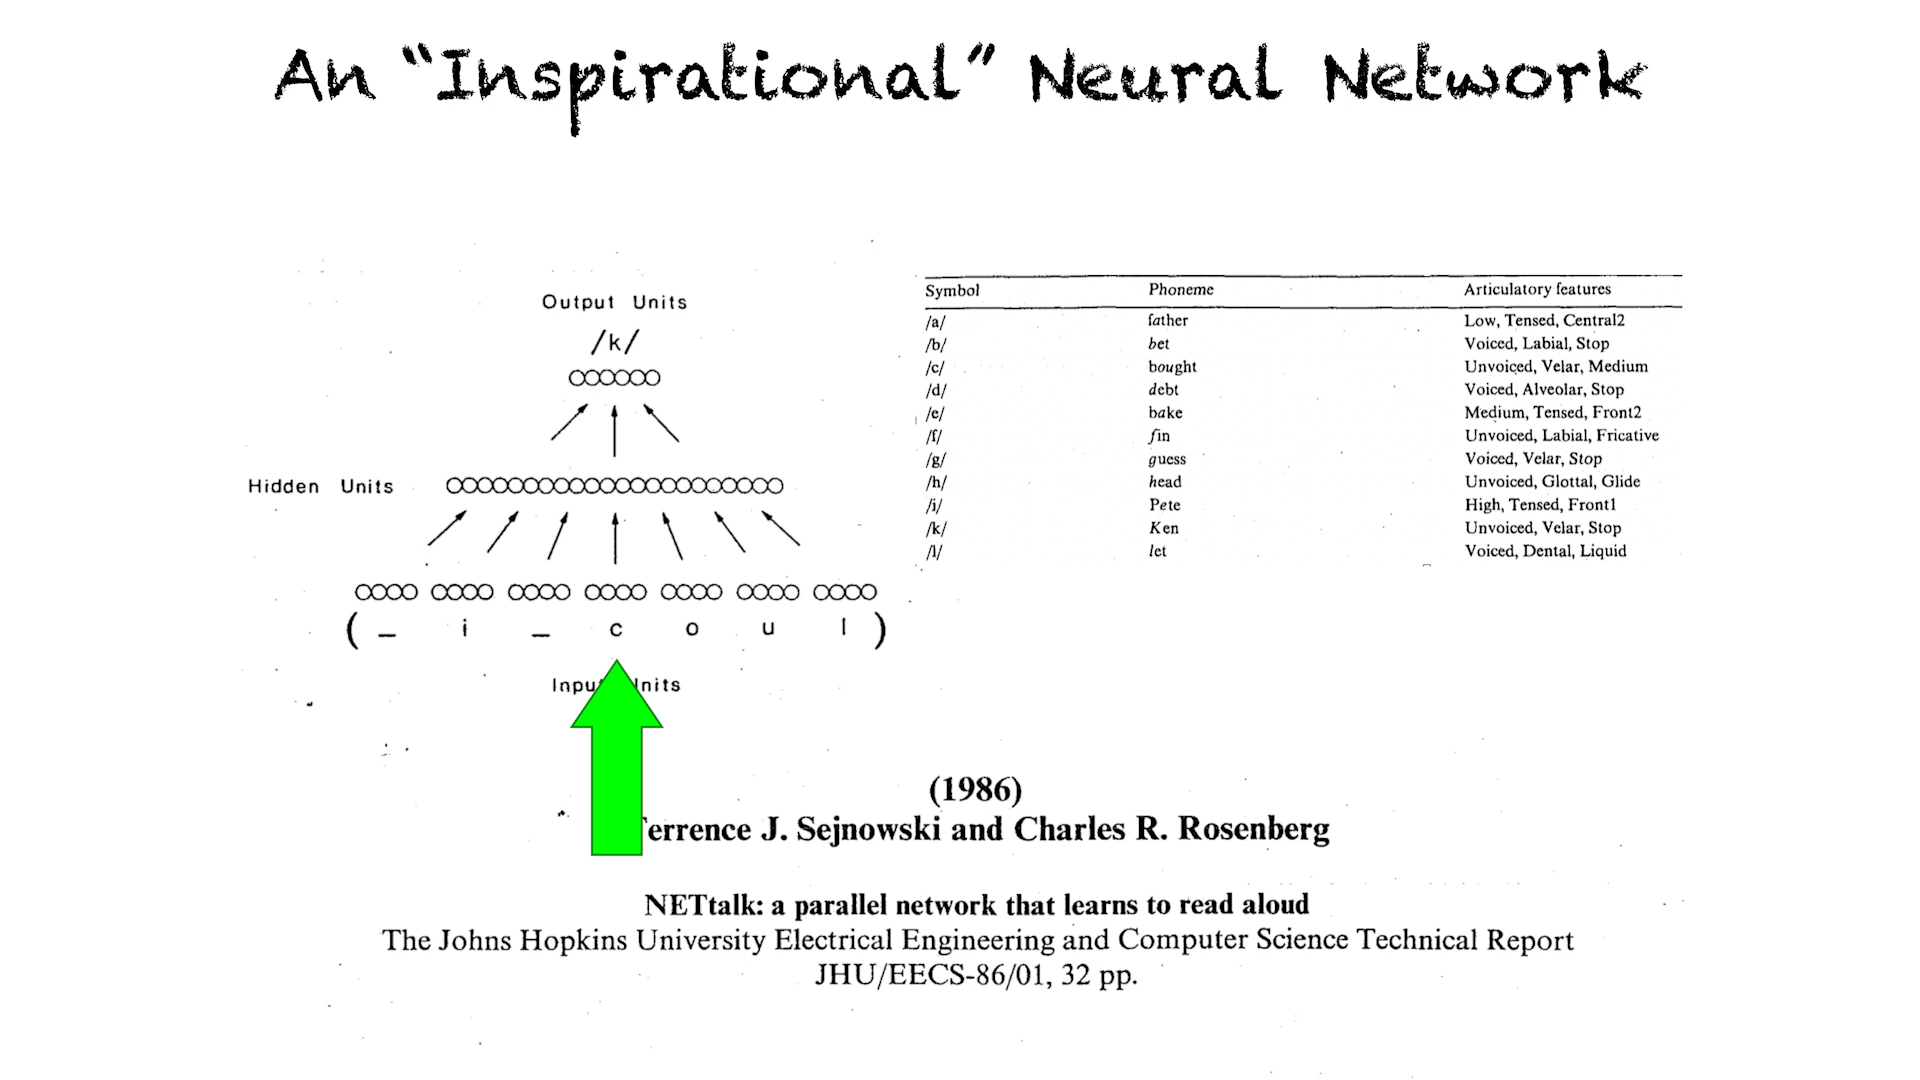 An “Inspirational” Neural Network
Output Units
/k/
Hidden Units
( _ i _ c o u l )
Symbol Phoneme Articulatory features
/a/ father Low, Tensed, Central2
/b/ bet Voiced, Labial, Stop
/c/ bought Unvoiced, Velar, Medium
/d/ debt Voiced, Alveolar, Stop
/e/ bake Medium, Tensed, Front2
/f/ fin Unvoiced, Labial, Fricative
/g/ guess Voiced, Velar, Stop
/h/ head Unvoiced, Glottal, Glide
/i/ Pete High, Tensed, Front1
/k/ Ken Unvoiced, Velar, Stop
/l/ let Voiced, Dental, Liquid
(1986)
J. Sejnowski and Charles R. Rosenberg
NETtalk: a parallel network that learns to read aloud
The Johns Hopkins University Electrical Engineering and Computer Science Technical Report
JHU/EECS-86/01, 32 pp.